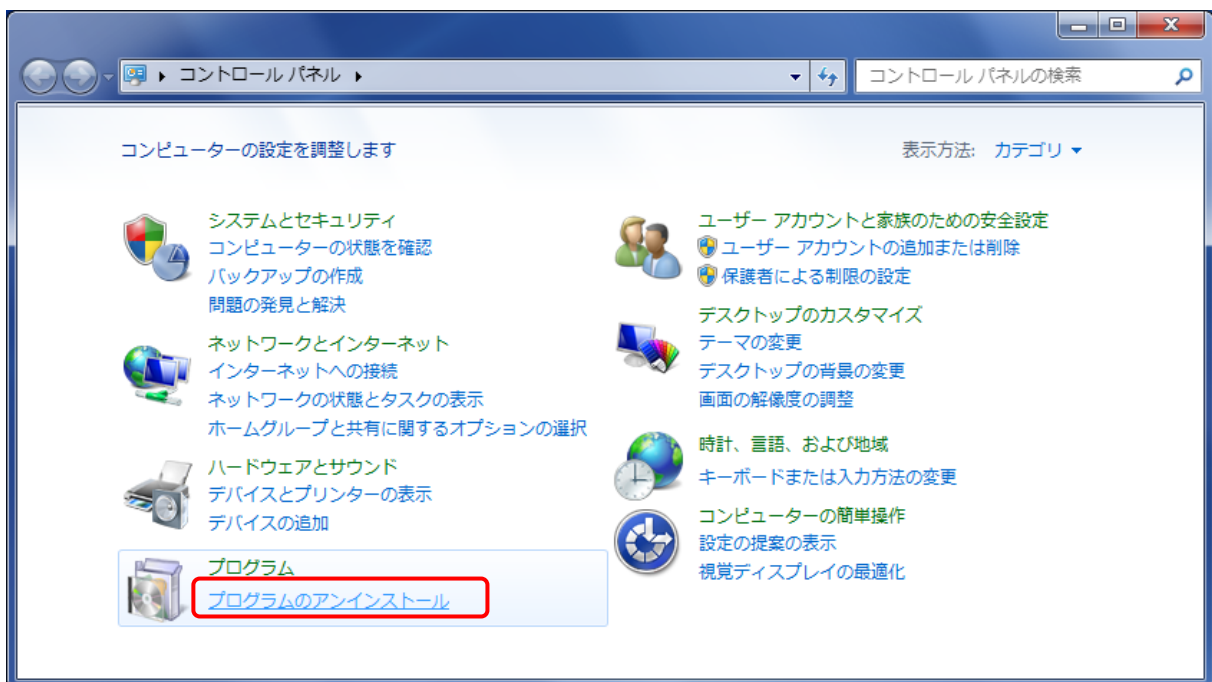 コントロール パネル
コントロール パネルの検索
コンピューターの設定を調整します
表示方法: カテゴリ
システムとセキュリティ
コンピューターの状態を確認
バックアップの作成
問題の発見と解決
ネットワークとインターネット
インターネットへの接続
ネットワークの状態とタスクの表示
ホームグループと共有に関するオプションの選択
ハードウェアとサウンド
デバイスとプリンターの表示
デバイスの追加
プログラム
プログラムのアンインストール
ユーザー アカウントと家族のための安全設定
ユーザー アカウントの追加または削除
保護者による制限の設定
デスクトップのカスタマイズ
テーマの変更
デスクトップの背景の変更
画面の解像度の調整
時計、言語、および地域
キーボードまたは入力方法の変更
コンピューターの簡単操作
設定の提案の表示
視覚ディスプレイの最適化